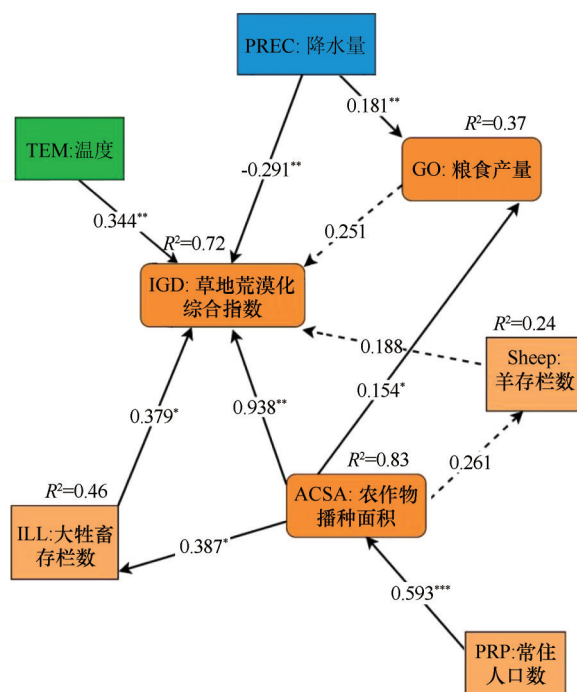 PREC: 降水量
0.181**
R²=0.37
TEM:温度
GO: 粮食产量
-0.291**
0.344**
0.251
R²=0.72
IGD: 草地荒漠化
综合指数
R²=0.24
0.188
Sheep:
羊存栏数
0.154*
0.379*
0.938**
R²=0.83
0.261
R²=0.46
ACSA: 农作物
播种面积
ILL:大牲畜
存栏数
0.387*
0.593***
PRP:常住
人口数